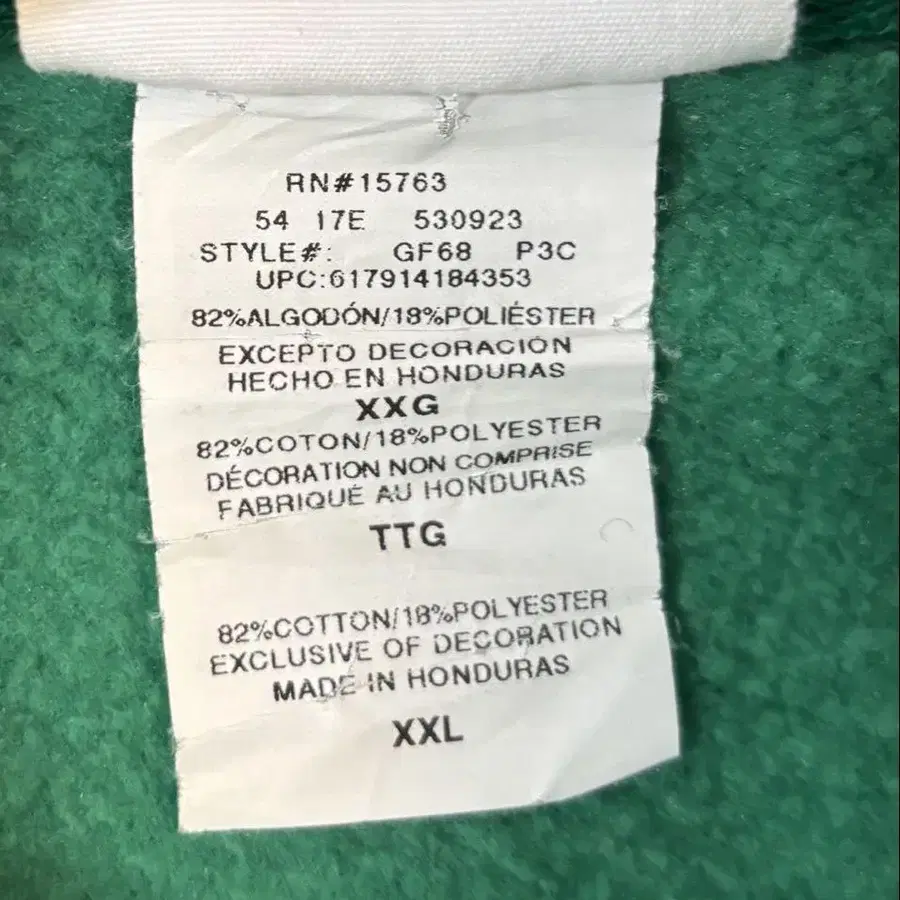 RN#15763
54 17E 530923
STYLE#: GF68 P3C
UPC:617914184353
82%ALGODÓN/18%POLIÉSTER
EXCEPTO DECORACIÓN
HECHO EN HONDURAS
XXG
82%COTON/18%POLYESTER
DÉCORATION NON COMPRISE
FABRIQUÉ AU HONDURAS
TTG
82%COTTON/18%POLYESTER
EXCLUSIVE OF DECORATION
MADE IN HONDURAS
XXL